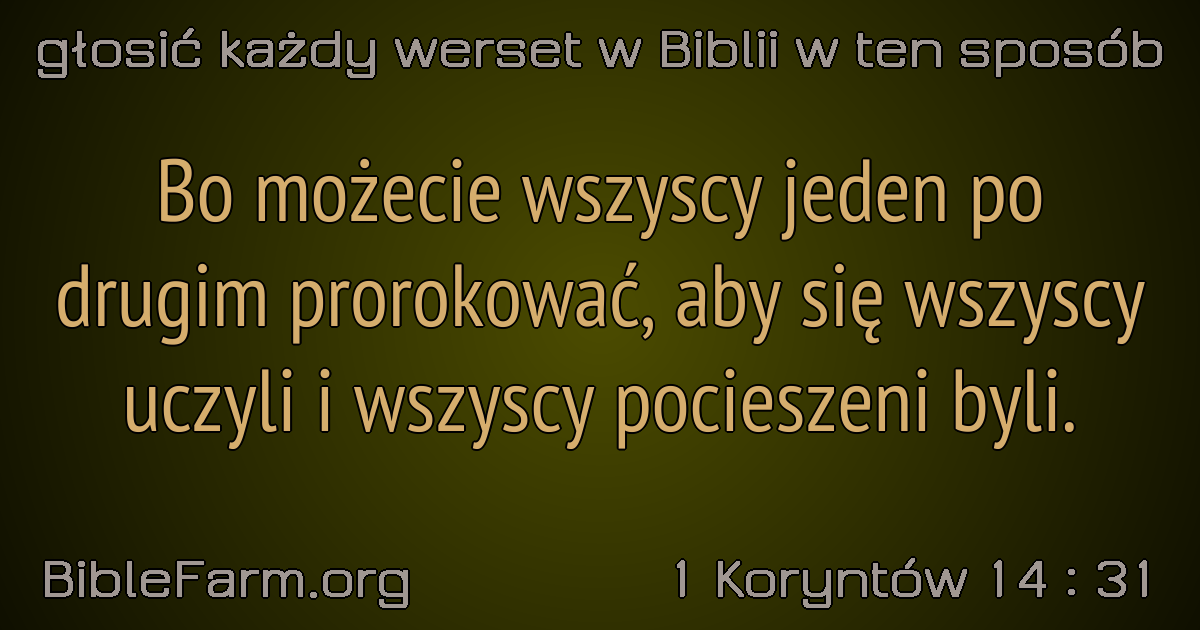 głosić każdy werset w Biblii w ten sposób
Bo możecie wszyscy jeden po
drugim prorokować, aby się wszyscy
uczyli i wszyscy pocieszeni byli.
BibleFarm.org
1 Koryntów 14 : 31